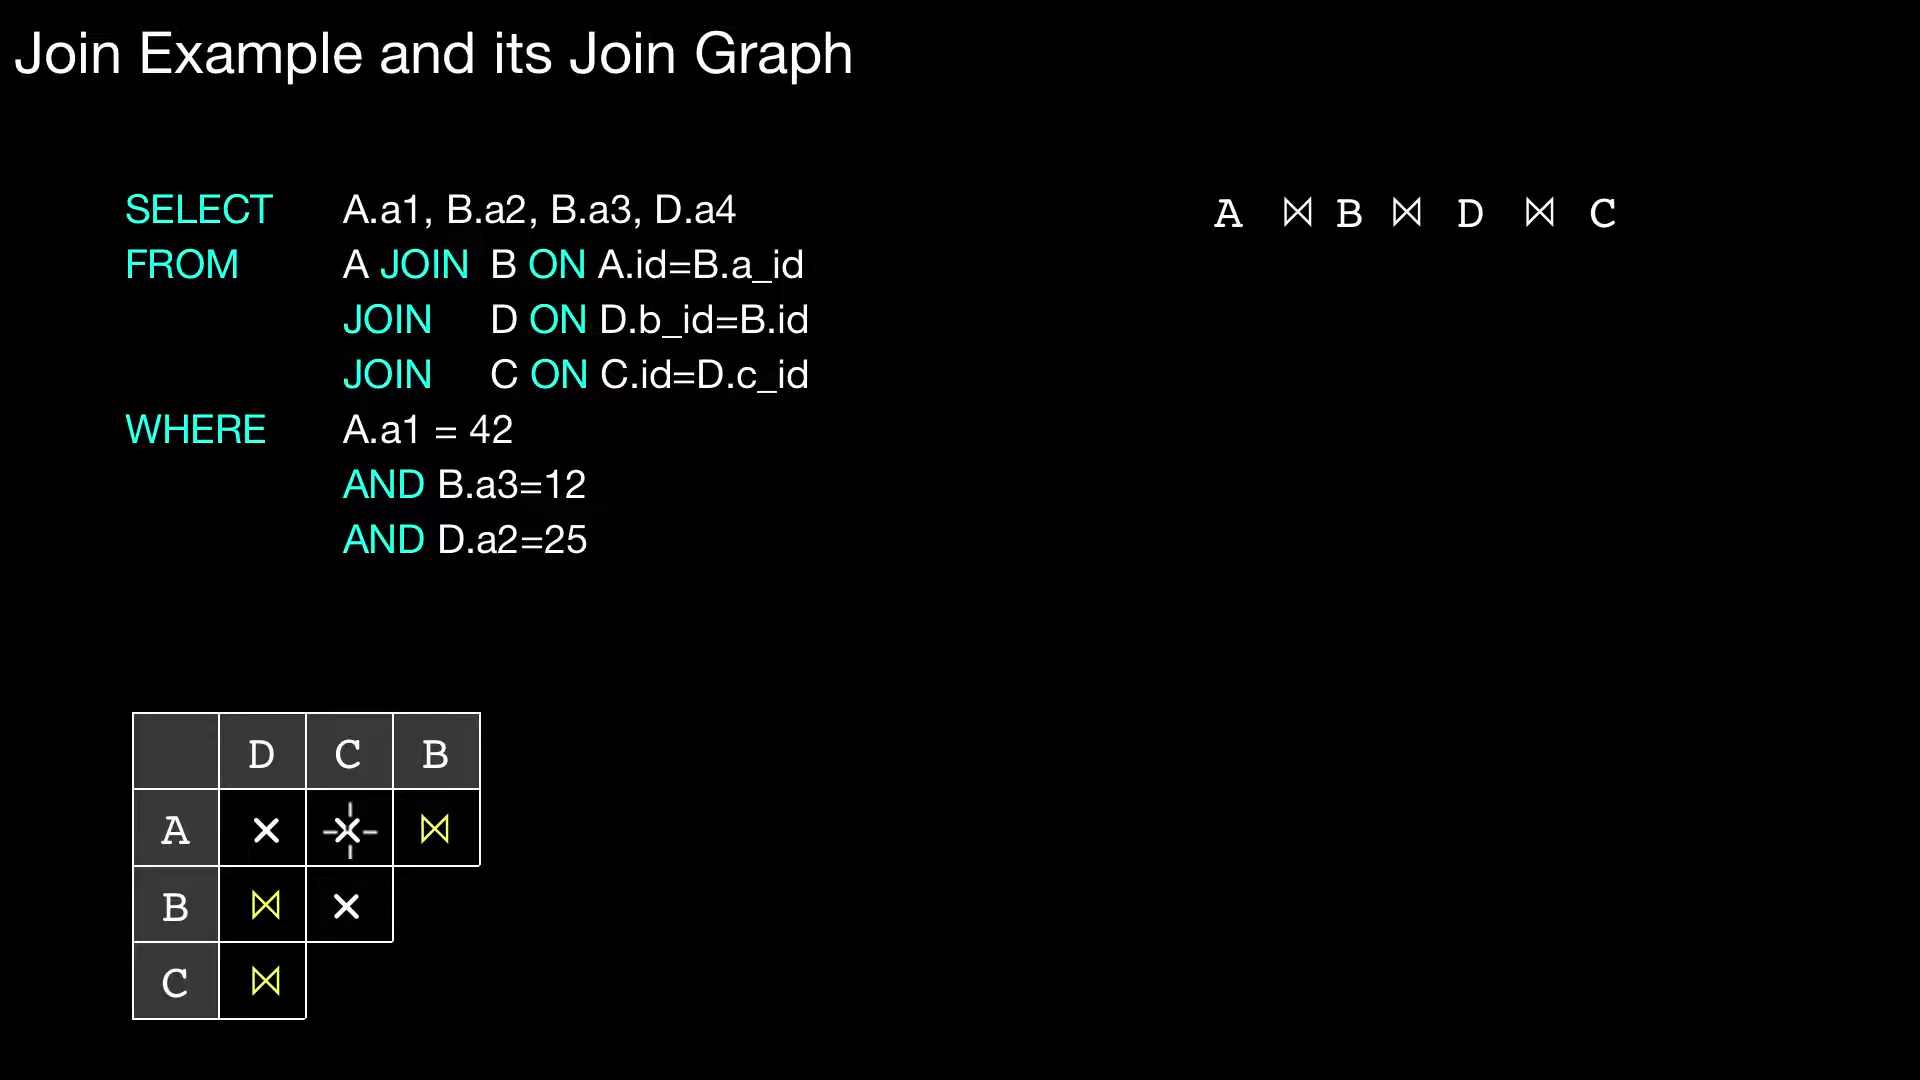 Join Example and its Join Graph
SELECT A.a1, B.a2, B.a3, D.a4
FROM A JOIN B ON A.id=B.a_id
JOIN D ON D.b_id=B.id
JOIN C ON C.id=D.c_id
WHERE A.a1 = 42
AND B.a3=12
AND D.a2=25
A ⋈ B ⋈ D ⋈ C
D C B
A × × ⋈
B ⋈ ×
C ⋈